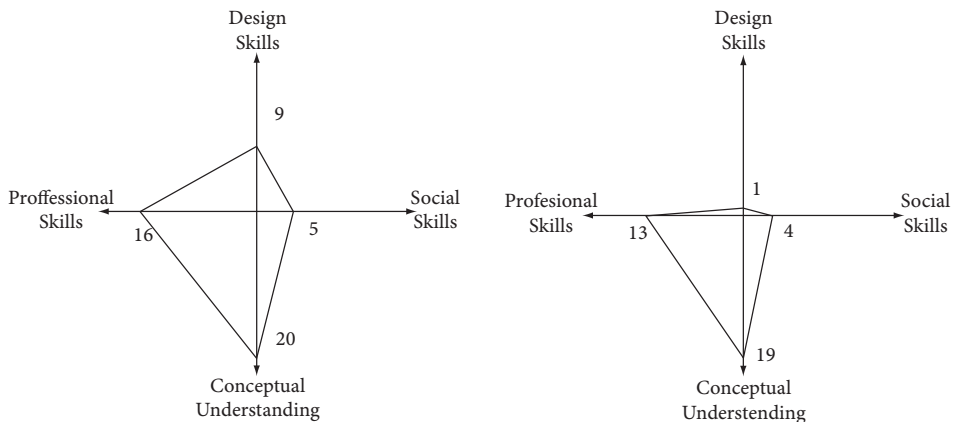 Design
Skills
9
Proffessional
Skills
Social
Skills
16
5
20
Conceptual
Understanding
Design
Skills
1
Profesional
Skills
Social
Skills
13
4
19
Conceptual
Understending